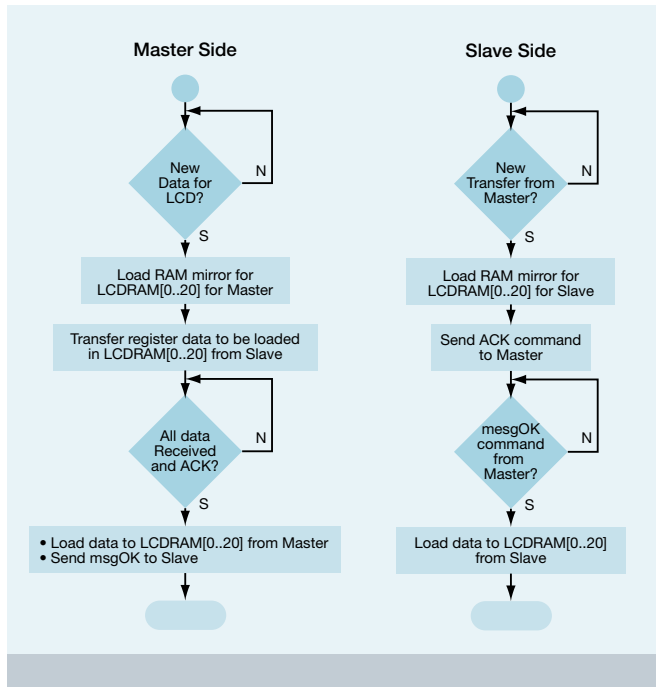 Master Side
New
Data for
LCD?
N
S
Load RAM mirror for
LCDRAM[0..20] for Master
Transfer register data to be loaded
in LCDRAM[0..20] from Slave
All data
Received
and ACK?
N
S
• Load data to LCDRAM[0..20] from Master
• Send msgOK to Slave
Slave Side
New
Transfer from
Master?
N
S
Load RAM mirror for
LCDRAM[0..20] for Slave
Send ACK command
to Master
mesgOK
command
from
Master?
N
S
Load data to LCDRAM[0..20]
from Slave